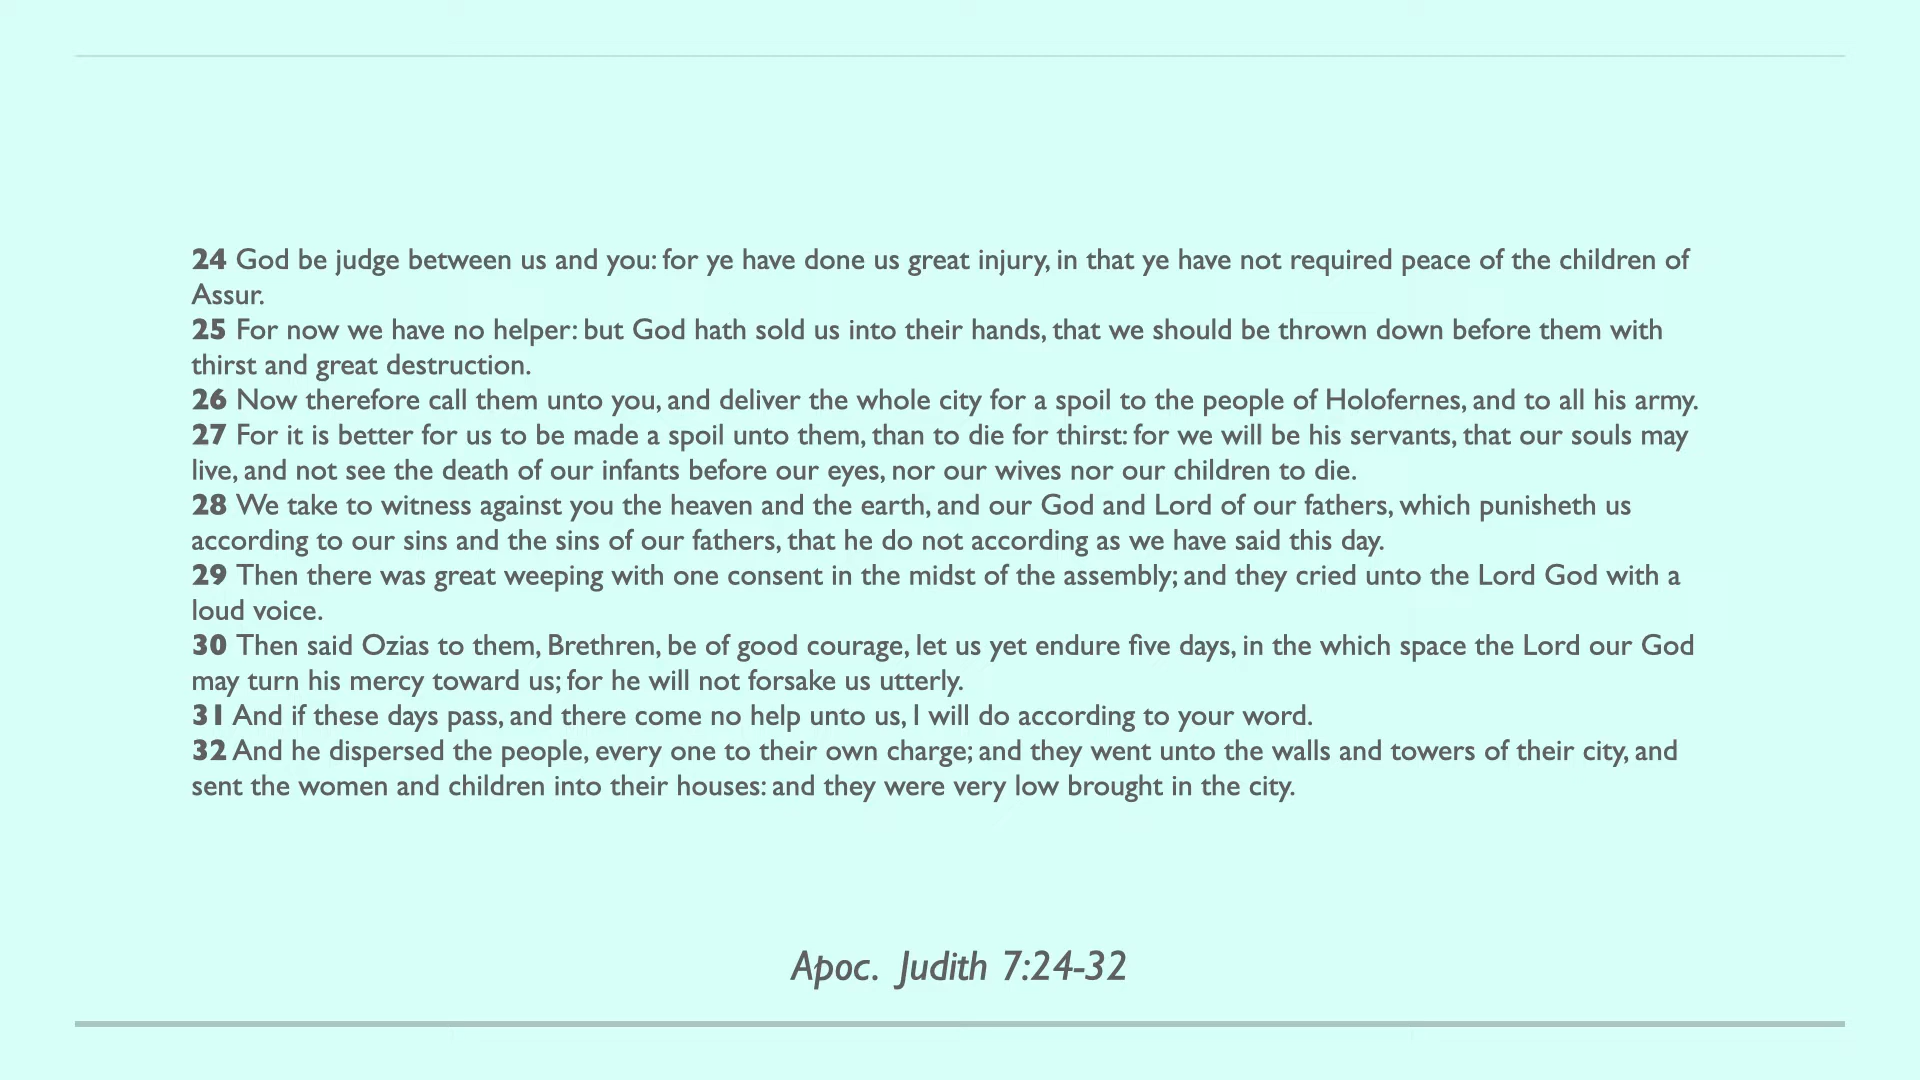 24 God be judge between us and you: for ye have done us great injury, in that ye have not required peace of the children of
Assur.
25 For now we have no helper: but God hath sold us into their hands, that we should be thrown down before them with
thirst and great destruction.
26 Now therefore call them unto you, and deliver the whole city for a spoil to the people of Holofernes, and to all his army.
27 For it is better for us to be made a spoil unto them, than to die for thirst: for we will be his servants, that our souls may
live, and not see the death of our infants before our eyes, nor our wives nor our children to die.
28 We take to witness against you the heaven and the earth, and our God and Lord of our fathers, which punisheth us
according to our sins and the sins of our fathers, that he do not according as we have said this day.
29 Then there was great weeping with one consent in the midst of the assembly; and they cried unto the Lord God with a
loud voice.
30 Then said Ozias to them, Brethren, be of good courage, let us yet endure five days, in the which space the Lord our God
may turn his mercy toward us; for he will not forsake us utterly.
31 And if these days pass, and there come no help unto us, I will do according to your word.
32 And he dispersed the people, every one to their own charge; and they went unto the walls and towers of their city, and
sent the women and children into their houses: and they were very low brought in the city.
Apoc. Judith 7:24-32